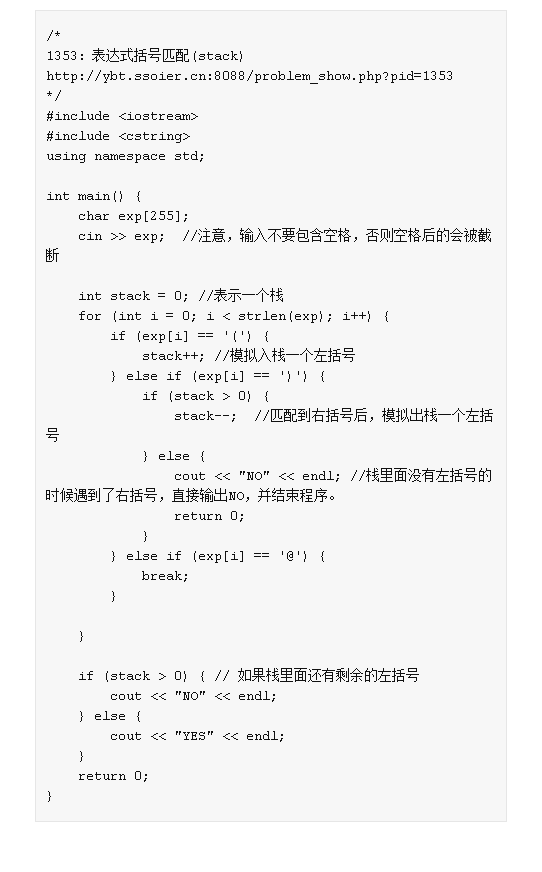 /*
1353: 表达式括号匹配(stack)
http://ybt.ssoier.cn:8088/problem_show.php?pid=1353
*/
#include <iostream>
#include <cstring>
using namespace std;

int main() {
    char exp[255];
    cin >> exp;  //注意，输入不要包含空格，否则空格后的会被截
断

    int stack = 0; //表示一个栈
    for (int i = 0; i < strlen(exp); i++) {
        if (exp[i] == '(') {
            stack++; //模拟入栈一个左括号
        } else if (exp[i] == ')') {
            if (stack > 0) {
                stack--;  //匹配到右括号后，模拟出栈一个左括
号
            } else {
                cout << "NO" << endl; //栈里面没有左括号的
时候遇到了右括号，直接输出NO，并结束程序。
                return 0;
            }
        } else if (exp[i] == '@') {
            break;
        }

    }

    if (stack > 0) { // 如果栈里面还有剩余的左括号
        cout << "NO" << endl;
    } else {
        cout << "YES" << endl;
    }
    return 0;
}